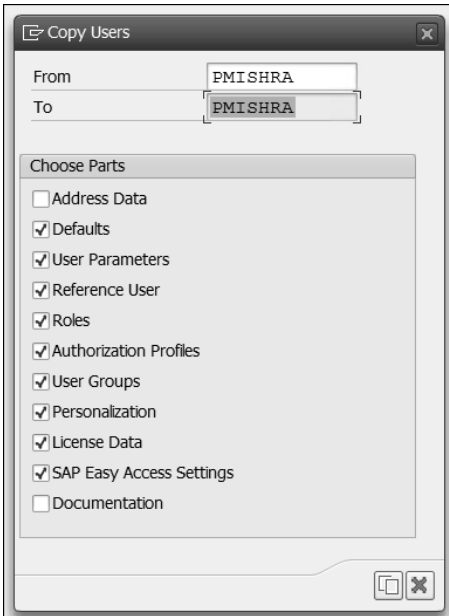 Copy Users
From PMISHRA
To PMISHRA
Choose Parts
Address Data
Defaults
User Parameters
Reference User
Roles
Authorization Profiles
User Groups
Personalization
License Data
SAP Easy Access Settings
Documentation